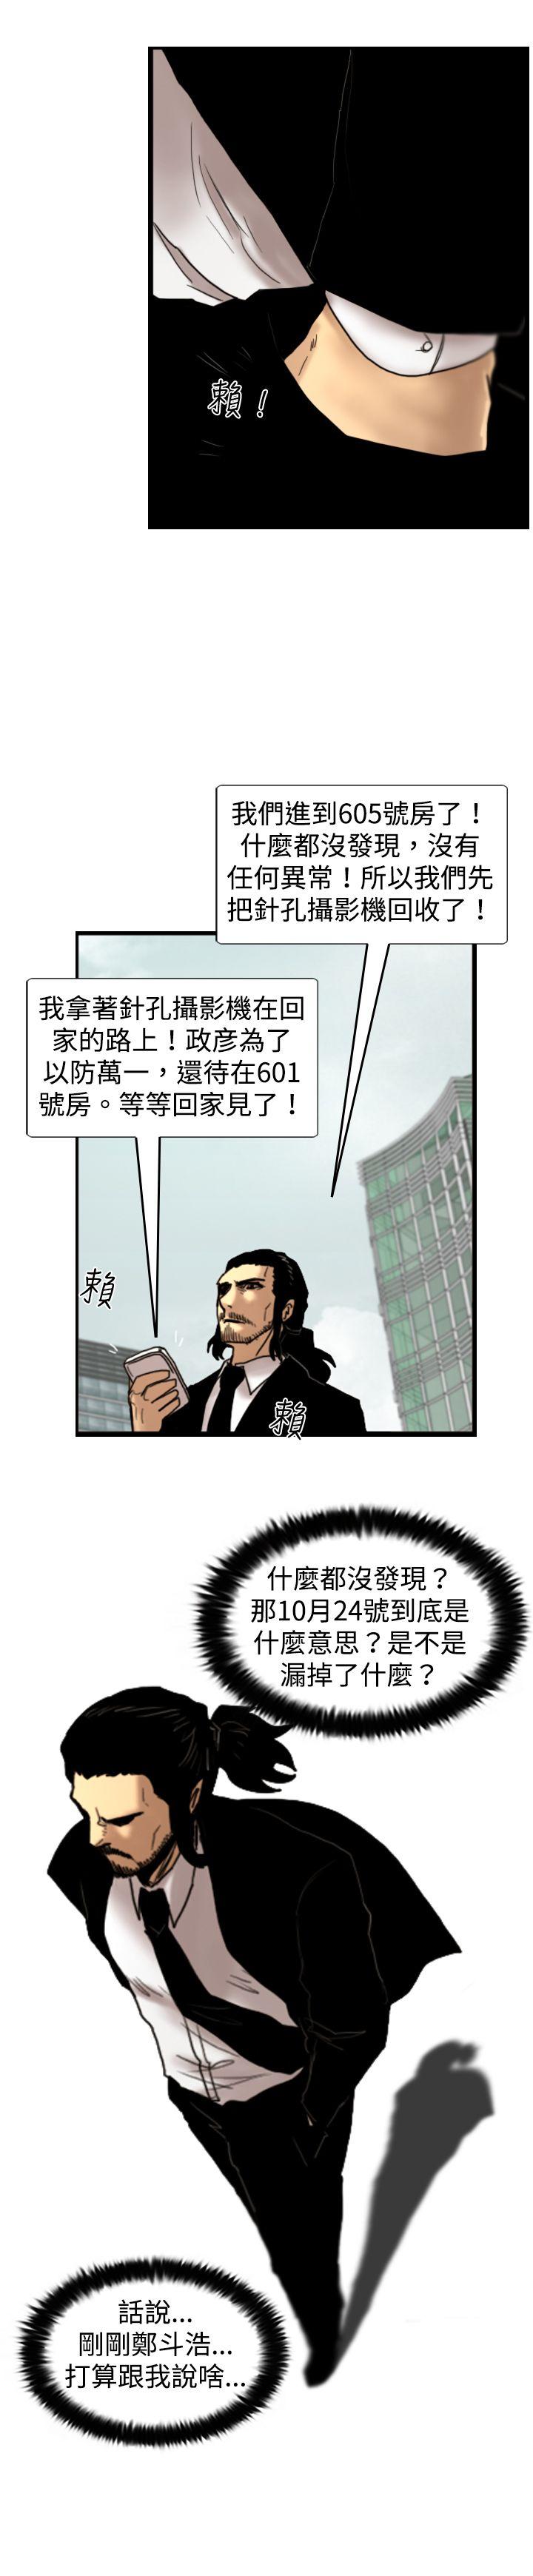 賴！
我們進到605號房了！
什麼都沒發現，沒有
任何異常！所以我們先
把針孔攝影機回收了！
我拿著針孔攝影機在回
家的路上！政彦為了
以防萬一，還待在601
號房。等等回家見了！
賴
賴
什麼都沒發現？
那10月24號到底是
什麼意思？是不是
漏掉了什麼？
話說...
剛剛鄭斗浩...
打算跟我說啥...